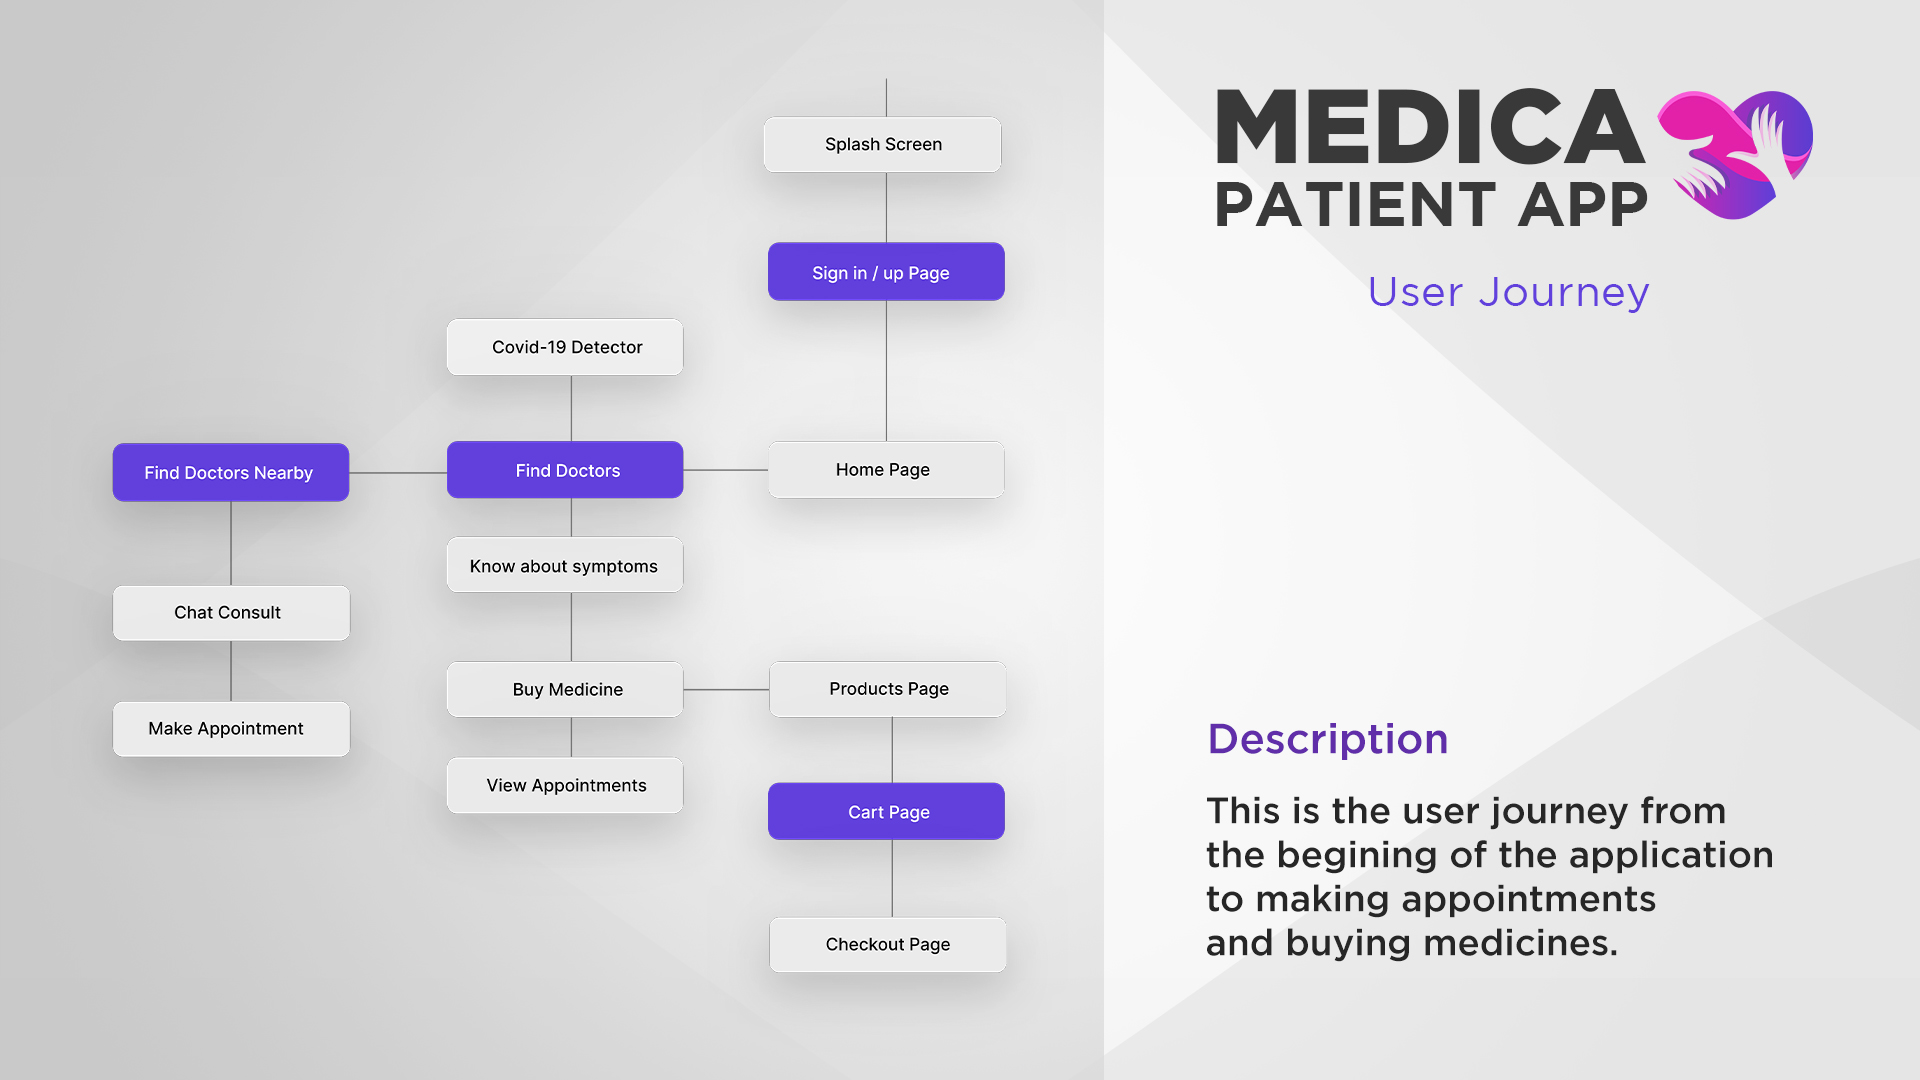 Splash Screen
Sign in / up Page
Covid-19 Detector
Find Doctors Nearby
Find Doctors
Home Page
Know about symptoms
Chat Consult
Buy Medicine
Products Page
Make Appointment
View Appointments
Cart Page
Checkout Page
MEDICA
PATIENT APP
User Journey
Description
This is the user journey from
the begining of the application
to making appointments
and buying medicines.